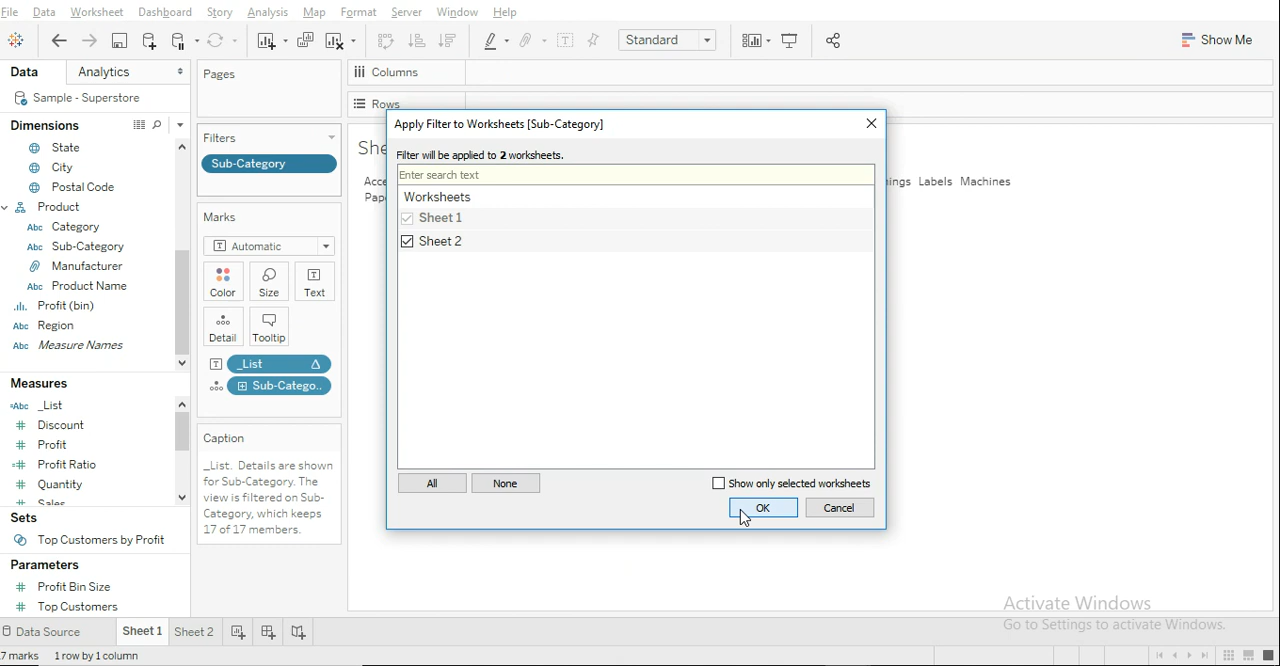 File Data Worksheet Dashboard Story Analysis Map Format Server Window Help
Standard
Show Me
Data Analytics
Sample - Superstore
Dimensions
State
City
Postal Code
Product
Abc Category
Abc Sub-Category
Manufacturer
Abc Product Name
Profit (bin)
Abc Region
Abc Measure Names
Measures
=Abc _List
# Discount
# Profit
=# Profit Ratio
# Quantity
# Sales
Sets
Top Customers by Profit
Parameters
# Profit Bin Size
# Top Customers
Pages
Filters
Sub-Category
Marks
Automatic
Color Size Text
Detail Tooltip
_List Δ
Sub-Catego..
Caption
_List. Details are shown
for Sub-Category. The
view is filtered on Sub-
Category, which keeps
17 of 17 members.
Columns
Rows
Labels Machines
Apply Filter to Worksheets [Sub-Category]
Filter will be applied to 2 worksheets.
Enter search text
Worksheets
Sheet 1
Sheet 2
All None
Show only selected worksheets
OK Cancel
Activate Windows
Go to Settings to activate Windows.
Data Source Sheet 1 Sheet 2
7 marks 1 row by 1 column